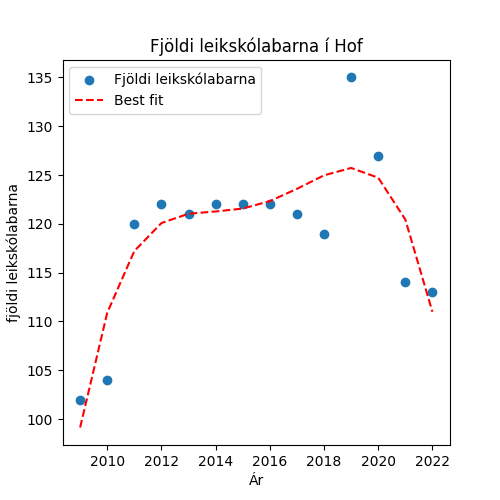 Fjöldi leikskólabarna í Hof
Fjöldi leikskólabarna
Best fit
135
130
125
120
115
110
105
100
fjöldi leikskólabarna
2010 2012 2014 2016 2018 2020 2022
Ár